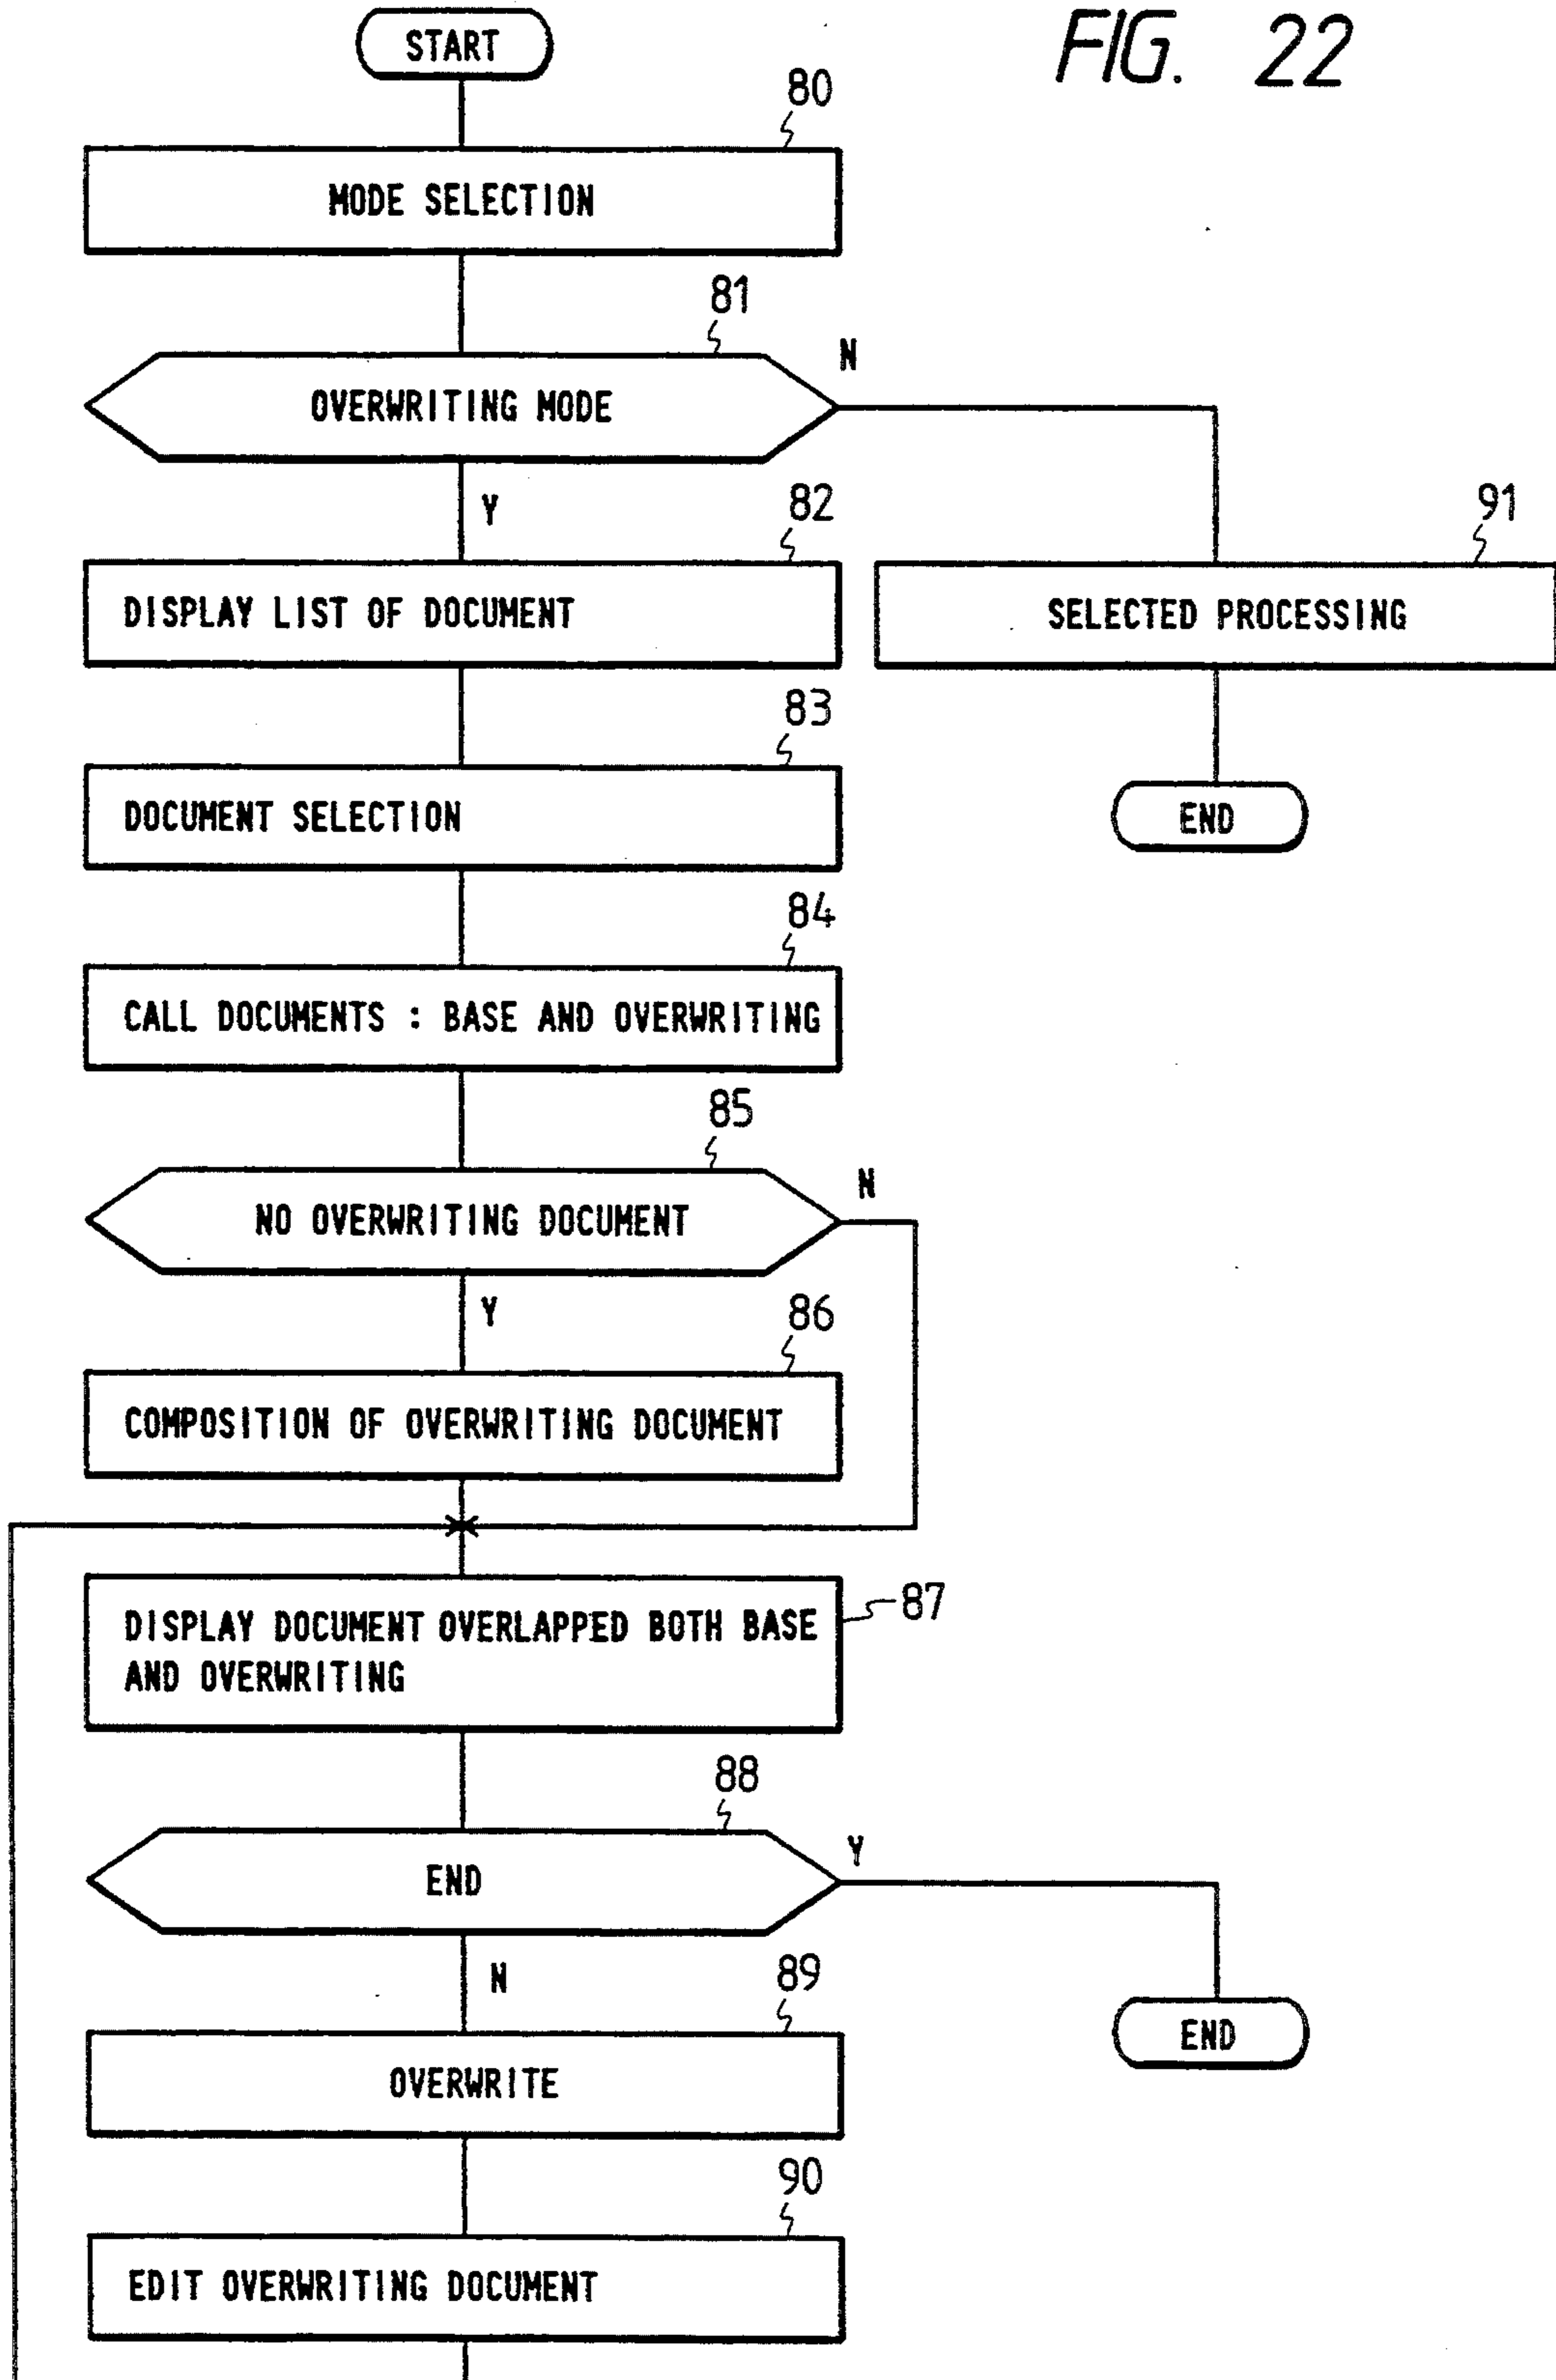 FIG. 22
START
80
MODE SELECTION
81
OVERWRITING MODE
N
Y
82
DISPLAY LIST OF DOCUMENT
91
SELECTED PROCESSING
83
DOCUMENT SELECTION
END
84
CALL DOCUMENTS : BASE AND OVERWRITING
85
NO OVERWRITING DOCUMENT
N
Y
86
COMPOSITION OF OVERWRITING DOCUMENT
87
DISPLAY DOCUMENT OVERLAPPED BOTH BASE
AND OVERWRITING
88
END
Y
N
89
OVERWRITE
END
90
EDIT OVERWRITING DOCUMENT